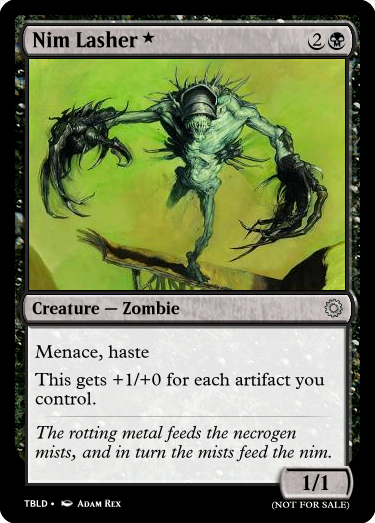 Nim Lasher ★ 2
Creature — Zombie
Menace, haste
This gets +1/+0 for each artifact you
control.
The rotting metal feeds the necrogen
mists, and in turn the mists feed the nim.
1/1
TBLD • Adam Rex
(NOT FOR SALE)